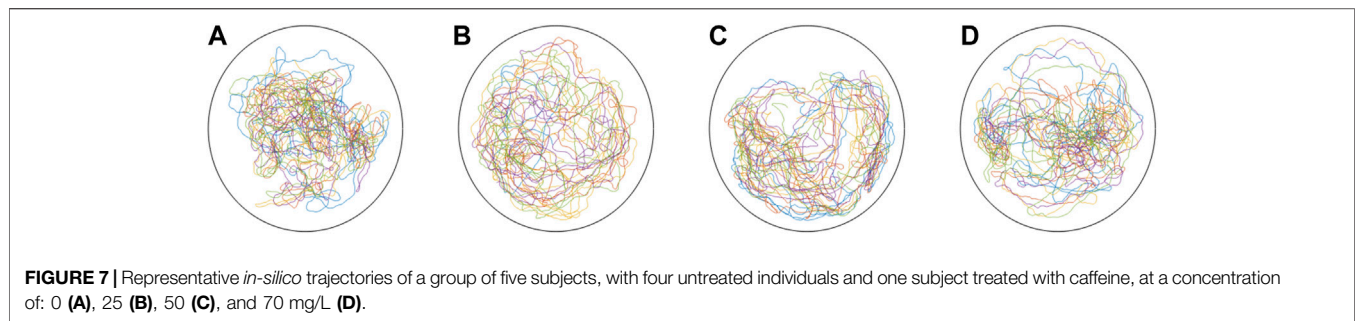 A B C D
FIGURE 7 | Representative in-silico trajectories of a group of five subjects, with four untreated individuals and one subject treated with caffeine, at a concentration
of: 0 (A), 25 (B), 50 (C), and 70 mg/L (D).